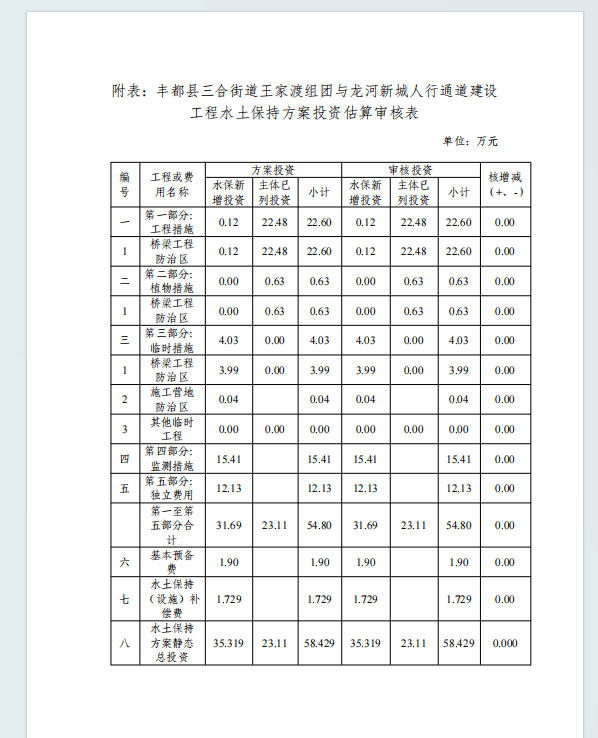 附表：丰都县三合街道王家渡组团与龙河新城人行通道建设
工程水土保持方案投资估算审核表
单位：万元
编号 工程或费用名称 方案投资 审核投资 核增减（+、-）
水保新增投资 主体已列投资 小计 水保新增投资 主体已列投资 小计
一 第一部分：工程措施 0.12 22.48 22.60 0.12 22.48 22.60 0.00
1 桥梁工程防治区 0.12 22.48 22.60 0.12 22.48 22.60 0.00
二 第二部分：植物措施 0.00 0.63 0.63 0.00 0.63 0.63 0.00
1 桥梁工程防治区 0.00 0.63 0.63 0.00 0.63 0.63 0.00
三 第三部分：临时措施 4.03 0.00 4.03 4.03 0.00 4.03 0.00
1 桥梁工程防治区 3.99 0.00 3.99 3.99 0.00 3.99 0.00
2 施工营地防治区 0.04 0.04 0.04 0.04 0.00
3 其他临时工程 0.00 0.00 0.00 0.00 0.00 0.00 0.00
四 第四部分：监测措施 15.41 15.41 15.41 15.41 0.00
五 第五部分：独立费用 12.13 12.13 12.13 12.13 0.00
第一至第五部分合计 31.69 23.11 54.80 31.69 23.11 54.80 0.00
六 基本预备费 1.90 1.90 1.90 1.90 0.00
七 水土保持（设施）补偿费 1.729 1.729 1.729 1.729 0.00
八 水土保持方案静态总投资 35.319 23.11 58.429 35.319 23.11 58.429 0.000